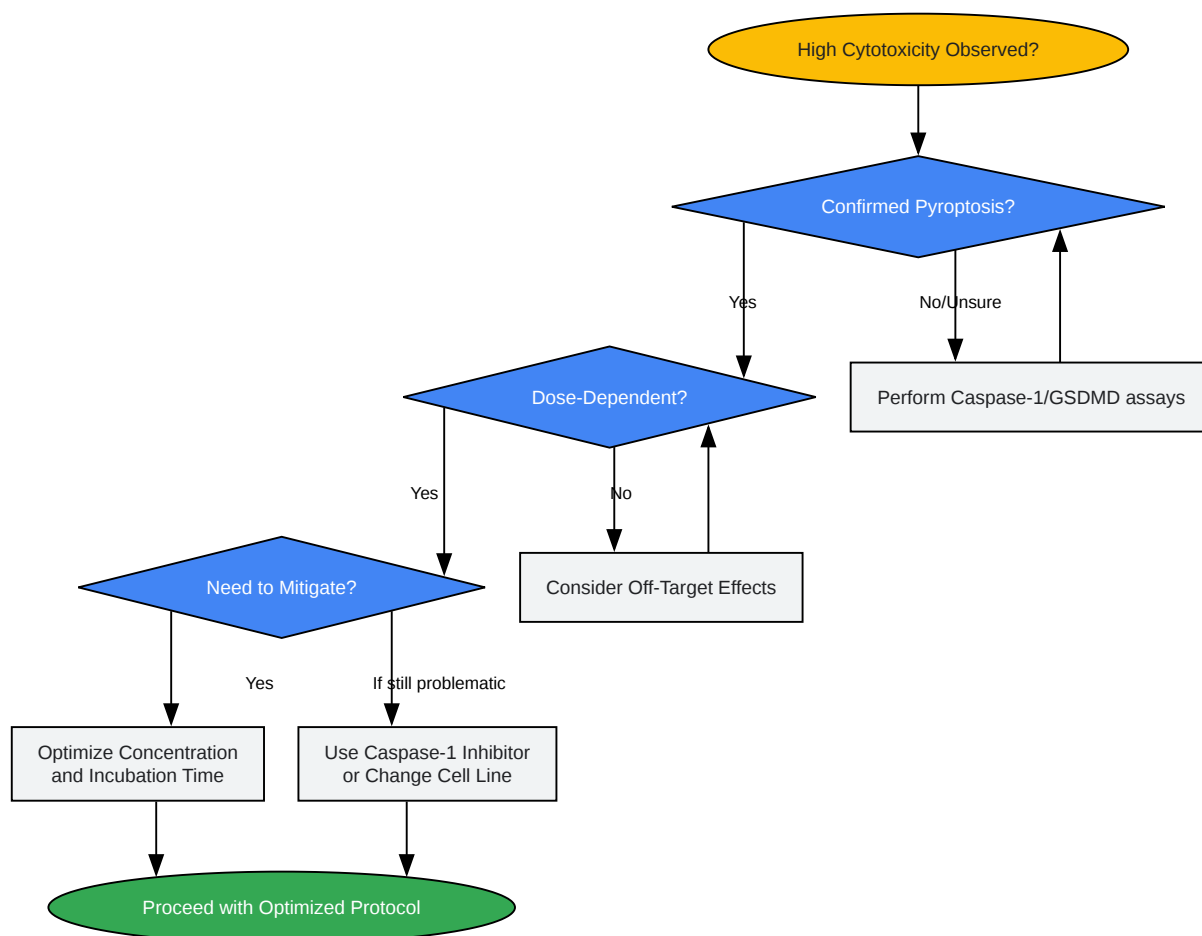 High Cytotoxicity Observed?
Confirmed Pyroptosis?
Yes
No/Unsure
Dose-Dependent?
Perform Caspase-1/GSDMD assays
Yes
No
Need to Mitigate?
Consider Off-Target Effects
Yes
If still problematic
Optimize Concentration
and Incubation Time
Use Caspase-1 Inhibitor
or Change Cell Line
Proceed with Optimized Protocol